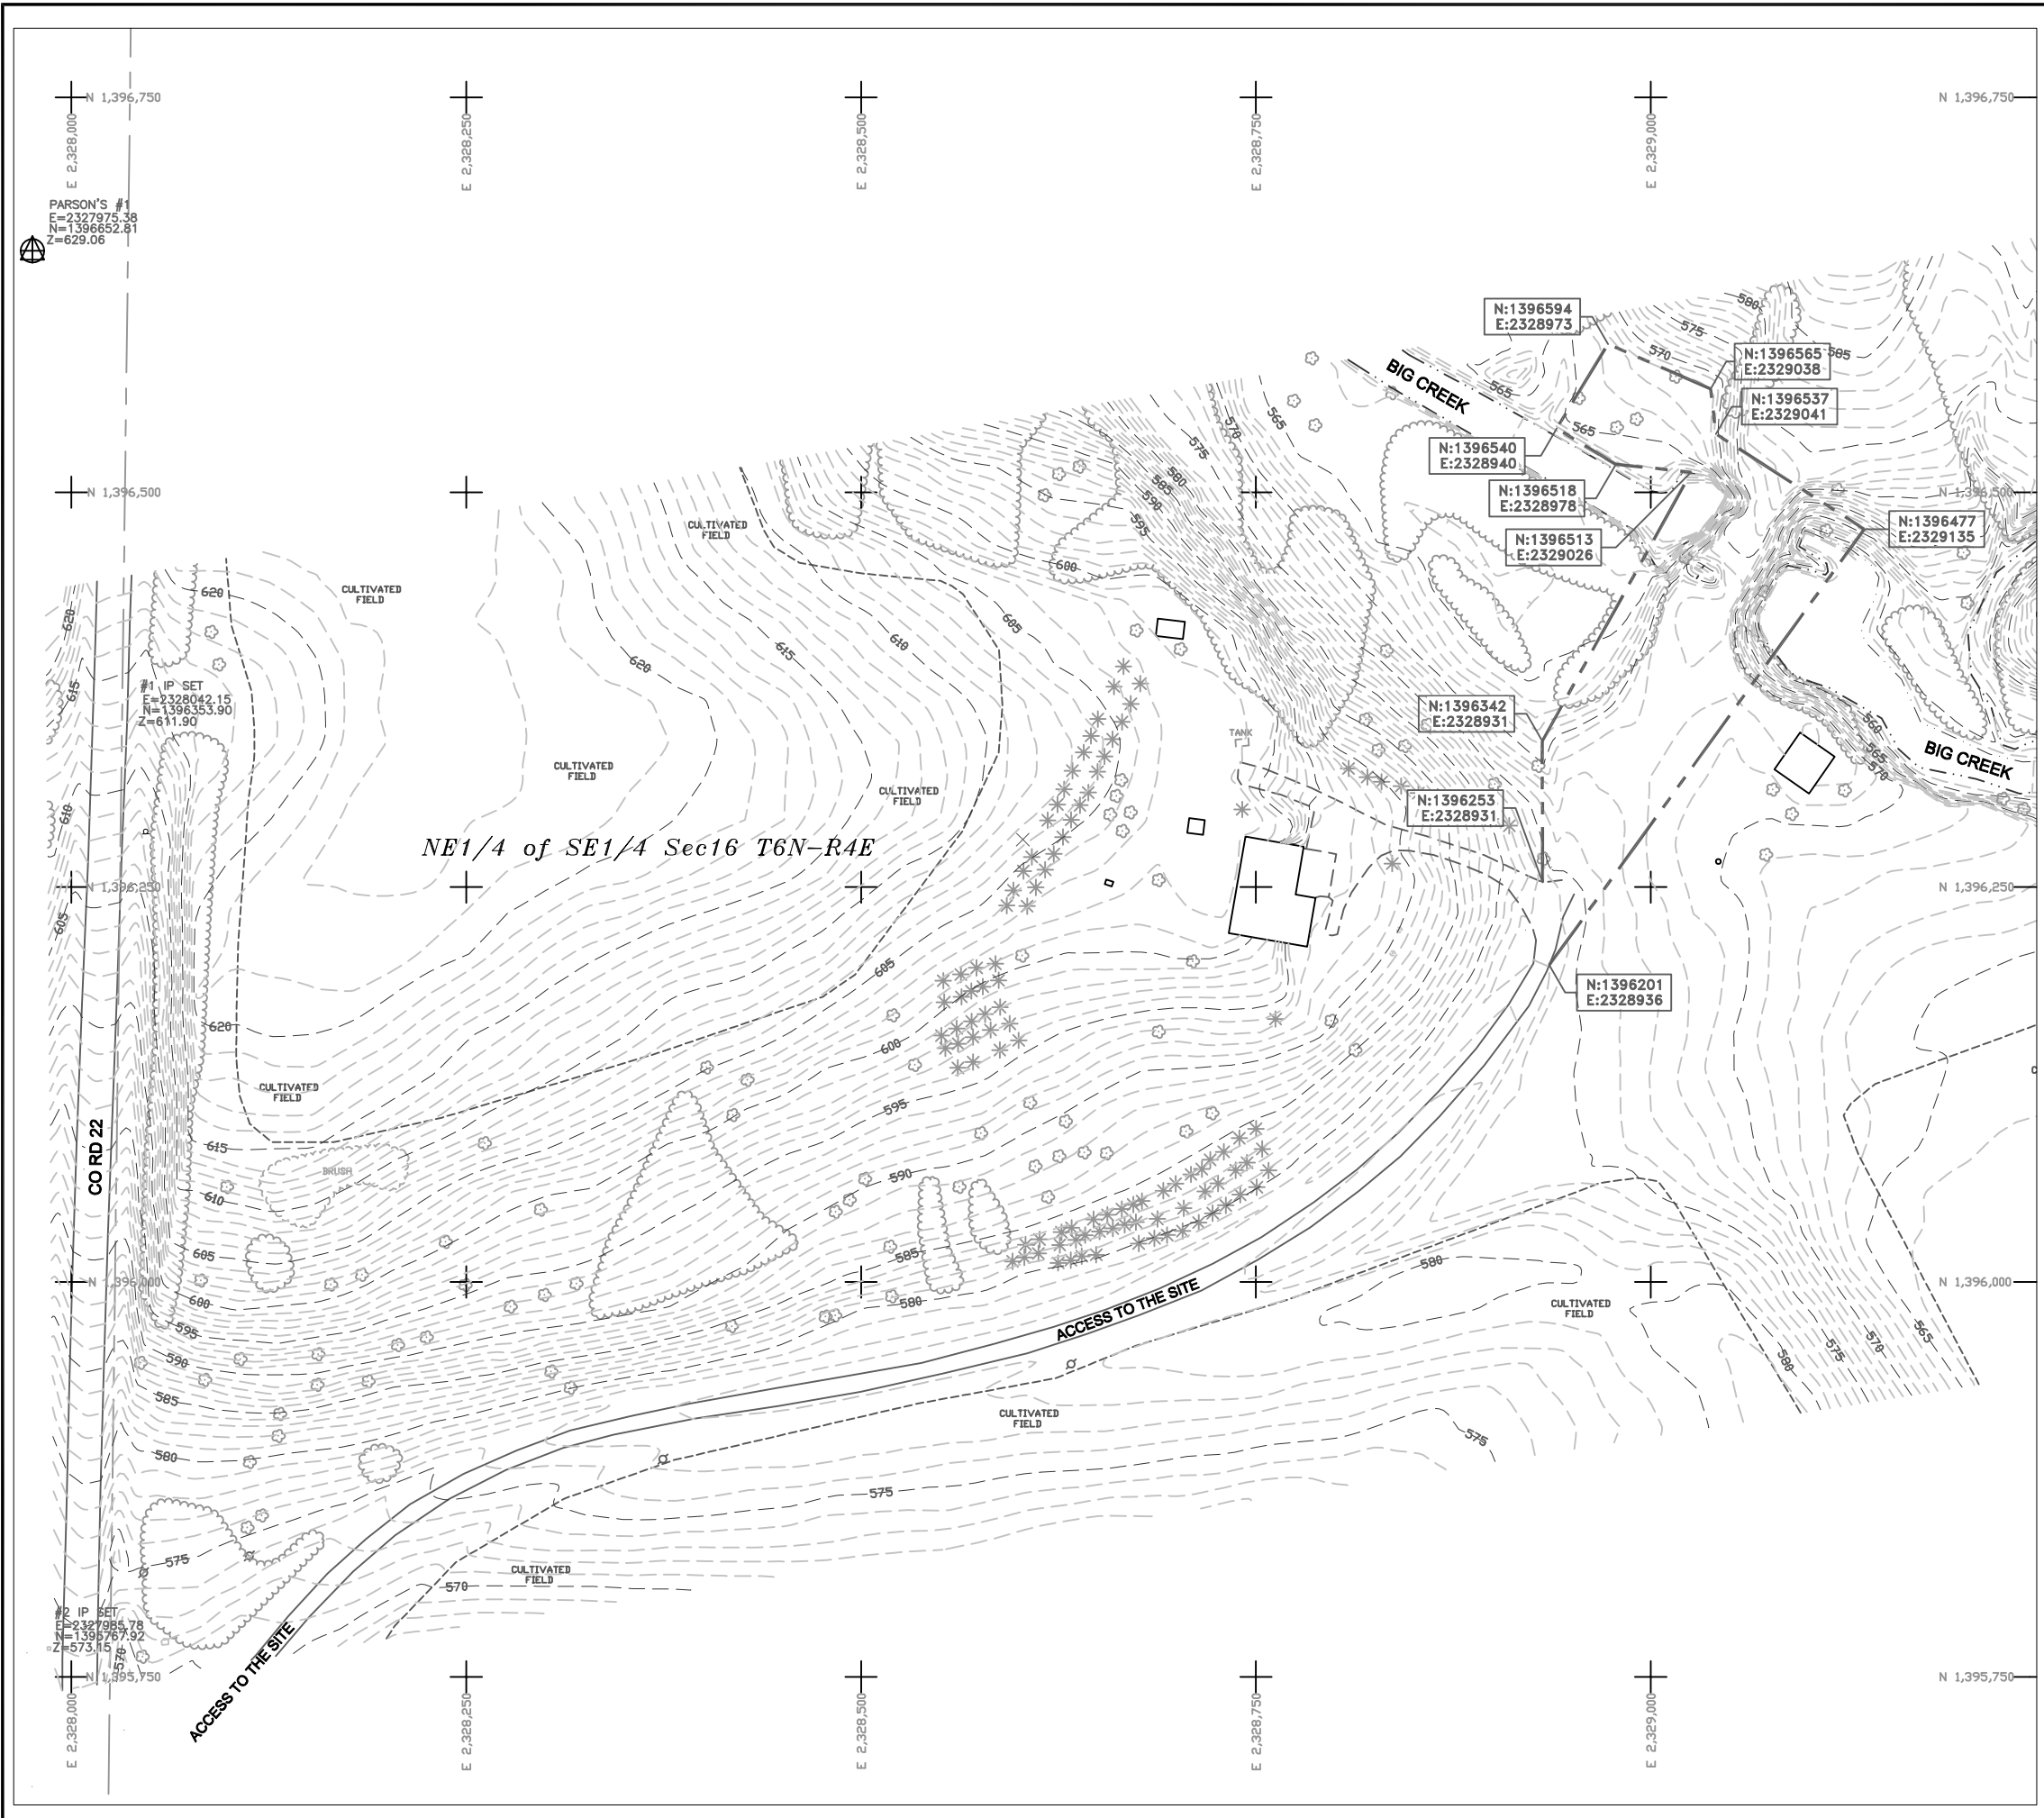 N 1,396,750
N 1,396,750
E 2,328,000
E 2,328,250
E 2,328,500
E 2,328,750
E 2,329,000
PARSON'S #1
E=2327975.38
N=1396652.81
Z=629.06
N:1396594
E:2328973
580
575
570
585
N:1396565
E:2329038
BIG CREEK
565
N:1396537
E:2329041
565
570
565
575
580
585
590
595
N:1396540
E:2328940
N:1396518
E:2328978
N 1,396,500
N 1,396,500
N:1396477
E:2329135
CULTIVATED
FIELD
N:1396513
E:2329026
600
CULTIVATED
FIELD
620
620
605
610
615
620
615
#1 IP SET
E=2328042.15
N=1396353.90
Z=611.90
N:1396342
E:2328931
TANK
560
565
570
BIG CREEK
CULTIVATED
FIELD
CULTIVATED
FIELD
610
N:1396253
E:2328931
NE1/4 of SE1/4 Sec16 T6N-R4E
N 1,396,250
N 1,396,250
605
605
N:1396201
E:2328936
620
600
CULTIVATED
FIELD
595
615
CO RD 22
BRUSH
590
610
605
585
580
N 1,396,000
N 1,396,000
600
580
CULTIVATED
FIELD
ACCESS TO THE SITE
595
590
585
565
570
575
580
CULTIVATED
FIELD
580
575
575
575
CULTIVATED
FIELD
570
#2 IP SET
E=2327985.78
N=1395767.92
Z=573.15
570
ACCESS TO THE SITE
N 1,395,750
N 1,395,750
E 2,328,000
E 2,328,250
E 2,328,500
E 2,328,750
E 2,329,000